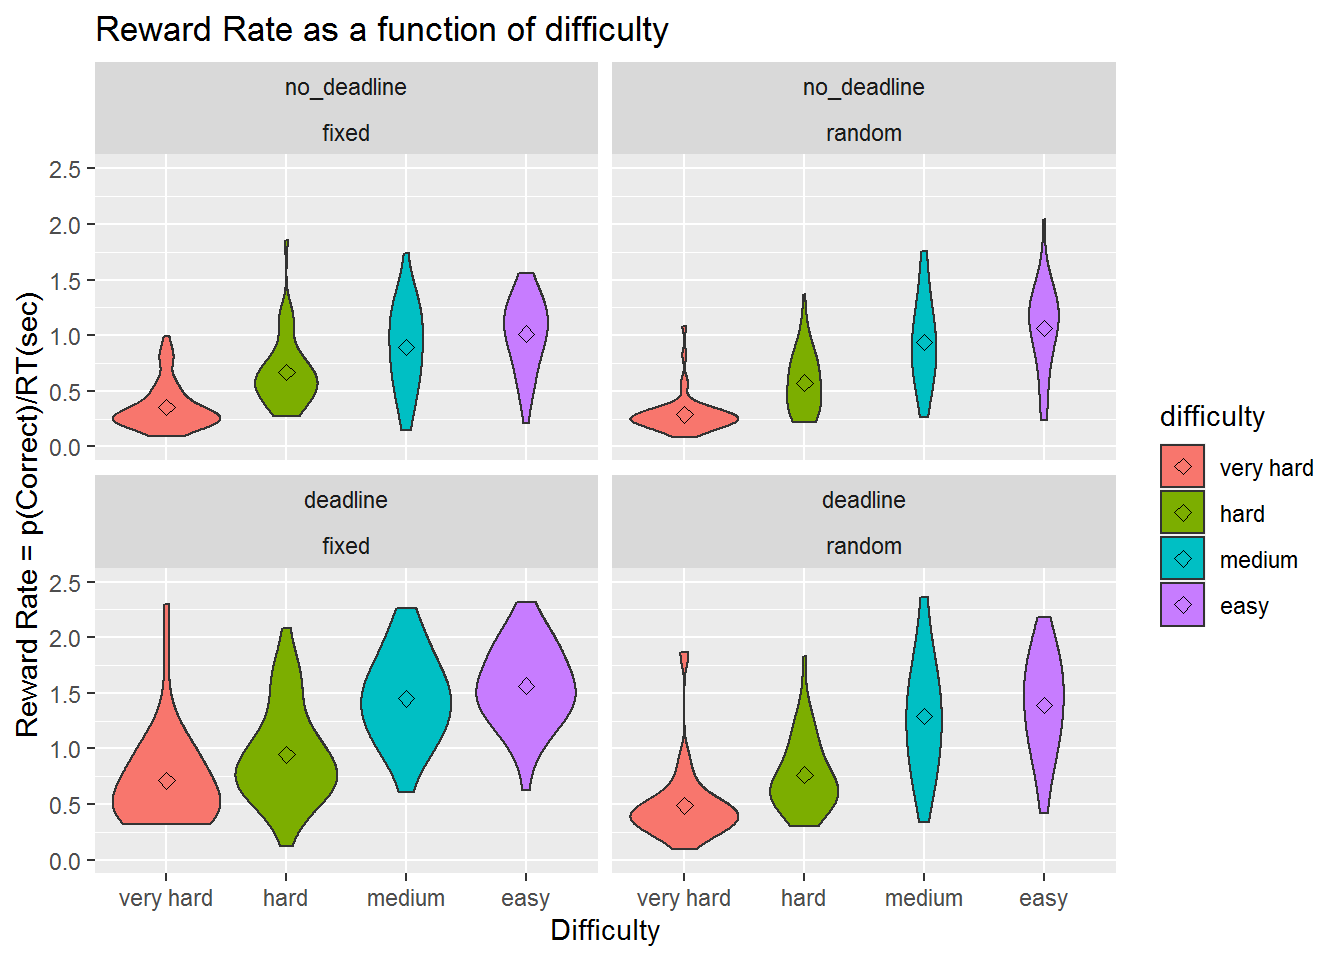 Reward Rate as a function of difficulty
no_deadline
fixed
no_deadline
random
2.5
2.0
1.5
1.0
0.5
0.0
deadline
fixed
deadline
random
2.5
2.0
1.5
1.0
0.5
0.0
very hard
hard
medium
easy
very hard
hard
medium
easy
Difficulty
Reward Rate = p(Correct)/RT(sec)
difficulty
very hard
hard
medium
easy